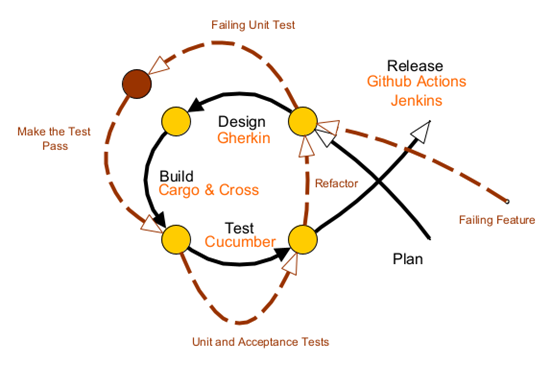 Failing Unit Test
Release
Github Actions
Jenkins
Design
Gherkin
Make the Test
Pass
Build
Cargo & Cross
Refactor
Failing Feature
Test
Cucumber
Plan
Unit and Acceptance Tests